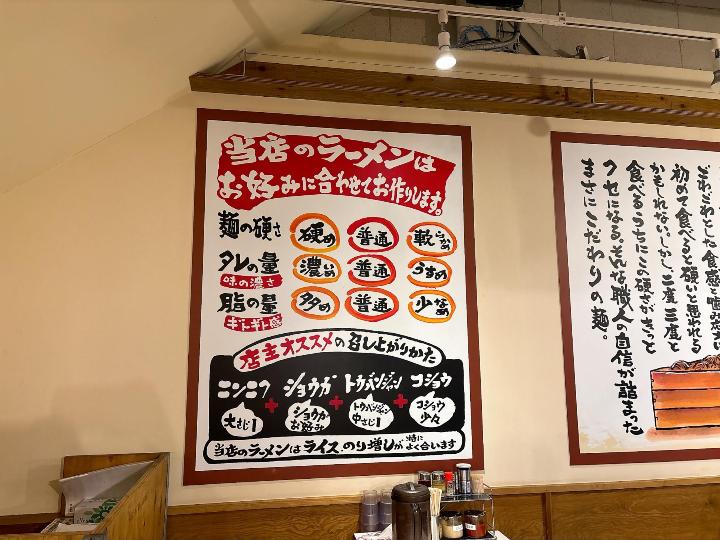 当店のラーメンは
お好みに合わせてお作りします。
麺の硬さ 硬め 普通 軟らかめ
タレの量 濃いめ 普通 うすめ
味の濃さ
脂の量 多め 普通 少なめ
ギトギト感
店主オススメの召し上がりかた
ニンニク + ショウガ + トウバンジャン + コショウ
大さじ1 ショウガお好み トウバンジャン中さじ1 コショウ少々
当店のラーメンはライス、のり増しが特によく合います
ごわごわとした食感と
初めて食べると硬いと思われる
かもしれない。しかし、二度三度と
食べるうちにこの硬さがきっと
クセになる。そんな職人の自信が詰まった
まさにこだわりの麺。